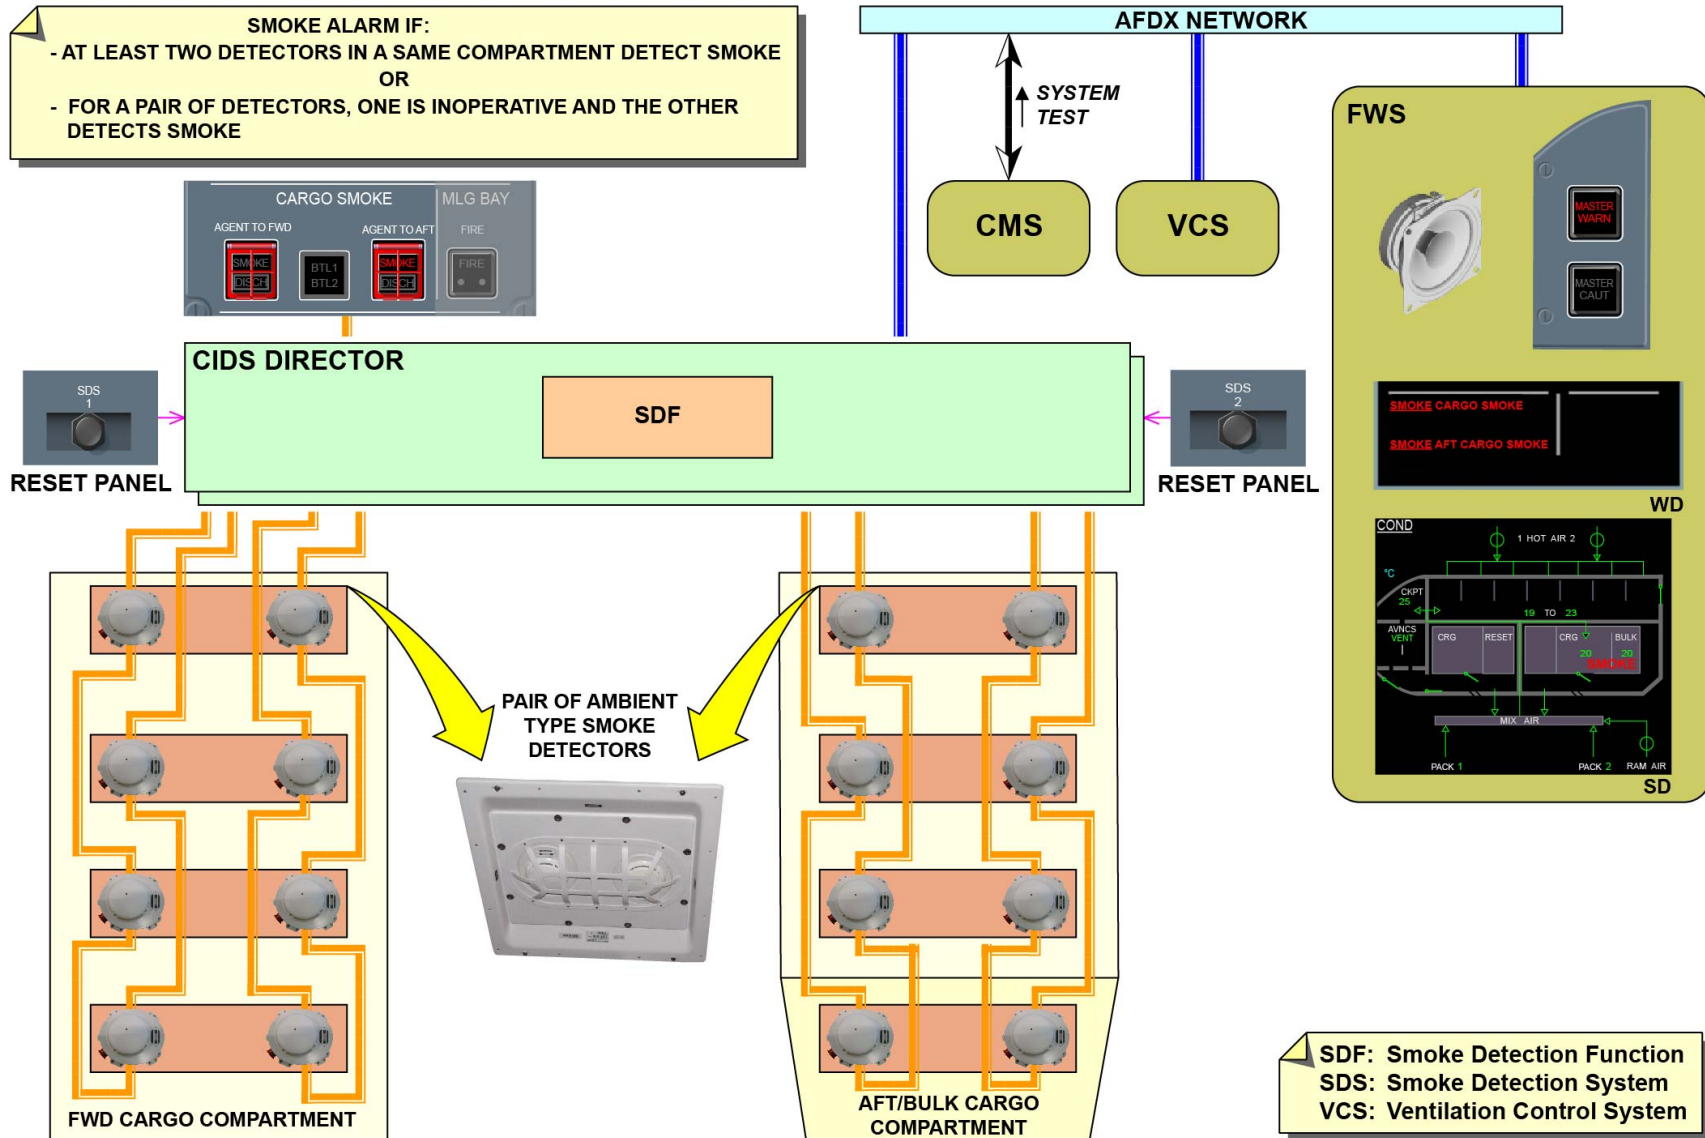 SMOKE ALARM IF:
- AT LEAST TWO DETECTORS IN A SAME COMPARTMENT DETECT SMOKE
OR
- FOR A PAIR OF DETECTORS, ONE IS INOPERATIVE AND THE OTHER
DETECTS SMOKE
AFDX NETWORK
SYSTEM
TEST
CMS
VCS
FWS
MASTER
WARN
MASTER
CAUT
CARGO SMOKE
MLG BAY
AGENT TO FWD
AGENT TO AFT
FIRE
SMOKE
DISCH
BTL1
BTL2
SMOKE
DISCH
FIRE
CIDS DIRECTOR
SDF
SDS
1
RESET PANEL
SDS
2
RESET PANEL
SMOKE CARGO SMOKE
SMOKE AFT CARGO SMOKE
WD
COND
1 HOT AIR 2
°C
CKPT
25
19 TO 23
AVNCS
VENT
CRG
RESET
CRG
BULK
20
20
SMOKE
MIX AIR
PACK 1
PACK 2
RAM AIR
SD
PAIR OF AMBIENT
TYPE SMOKE
DETECTORS
FWD CARGO COMPARTMENT
AFT/BULK CARGO
COMPARTMENT
SDF: Smoke Detection Function
SDS: Smoke Detection System
VCS: Ventilation Control System